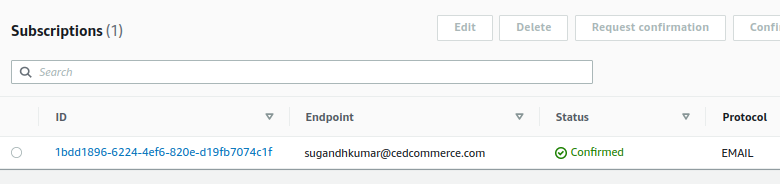 Subscriptions (1)
Edit
Delete
Request confirmation
Search
ID
Endpoint
Status
Protocol
1bdd1896-6224-4ef6-820e-d19fb7074c1f
sugandhkumar@cedcommerce.com
Confirmed
EMAIL